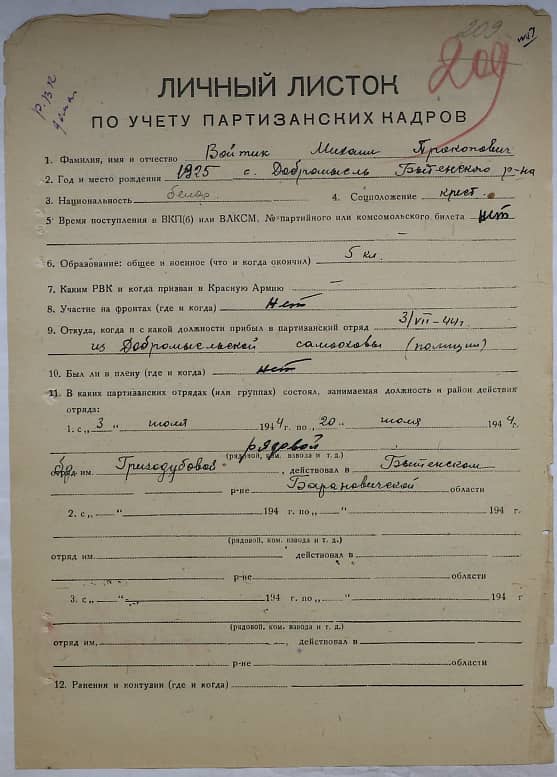 209
209
Р.В.К
ЛИЧНЫЙ ЛИСТОК
ПО УЧЕТУ ПАРТИЗАНСКИХ КАДРОВ
1. Фамилия, имя и отчество Войтик Михаил Прокопович
2. Год и место рождения 1925 с. Добромысль Бытенского р-на
3. Национальность белар. 4. Соцположение крест.
5. Время поступления в ВКП(б) или ВЛКСМ, № партийного или комсомольского билета нет
6. Образование: общее и военное (что и когда окончил) 5 кл.
7. Каким РВК и когда призван в Красную Армию —
8. Участие на фронтах (где и когда) Нет
9. Откуда, когда и с какой должности прибыл в партизанский отряд 3/VII-44г
из Добромысльской самооховы (полиции)
10. Был ли в плену (где и когда) нет
11. В каких партизанских отрядах (или группах) состоял, занимаемая должность и район действия
отряда:
1. с „ 3 „ июля 1944 г. по „ 20 „ июля 1944 г.
рядовой
(рядовой, ком. взвода и т. д.)
отряд им. Гризодубовой, действовал в Бытенском
р-не Барановичской области
2. с „ “ 194 г. по „ “ 194 г.
(рядовой, ком. взвода и т. д.)
отряд им. , действовал в
р-не области
3. с „ “ 194 г. по „ “ 194 г
(рядовой, ком. взвода и т. д.)
отряд им. , действовал в
р-не области
12. Ранения и контузии (где и когда)